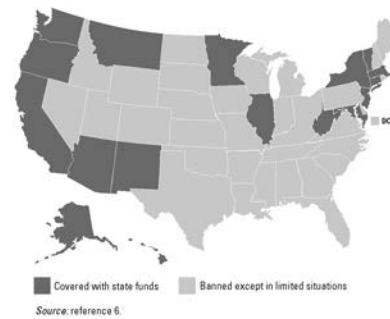 DC
Covered with state funds
Banned except in limited situations
Source: reference 6.